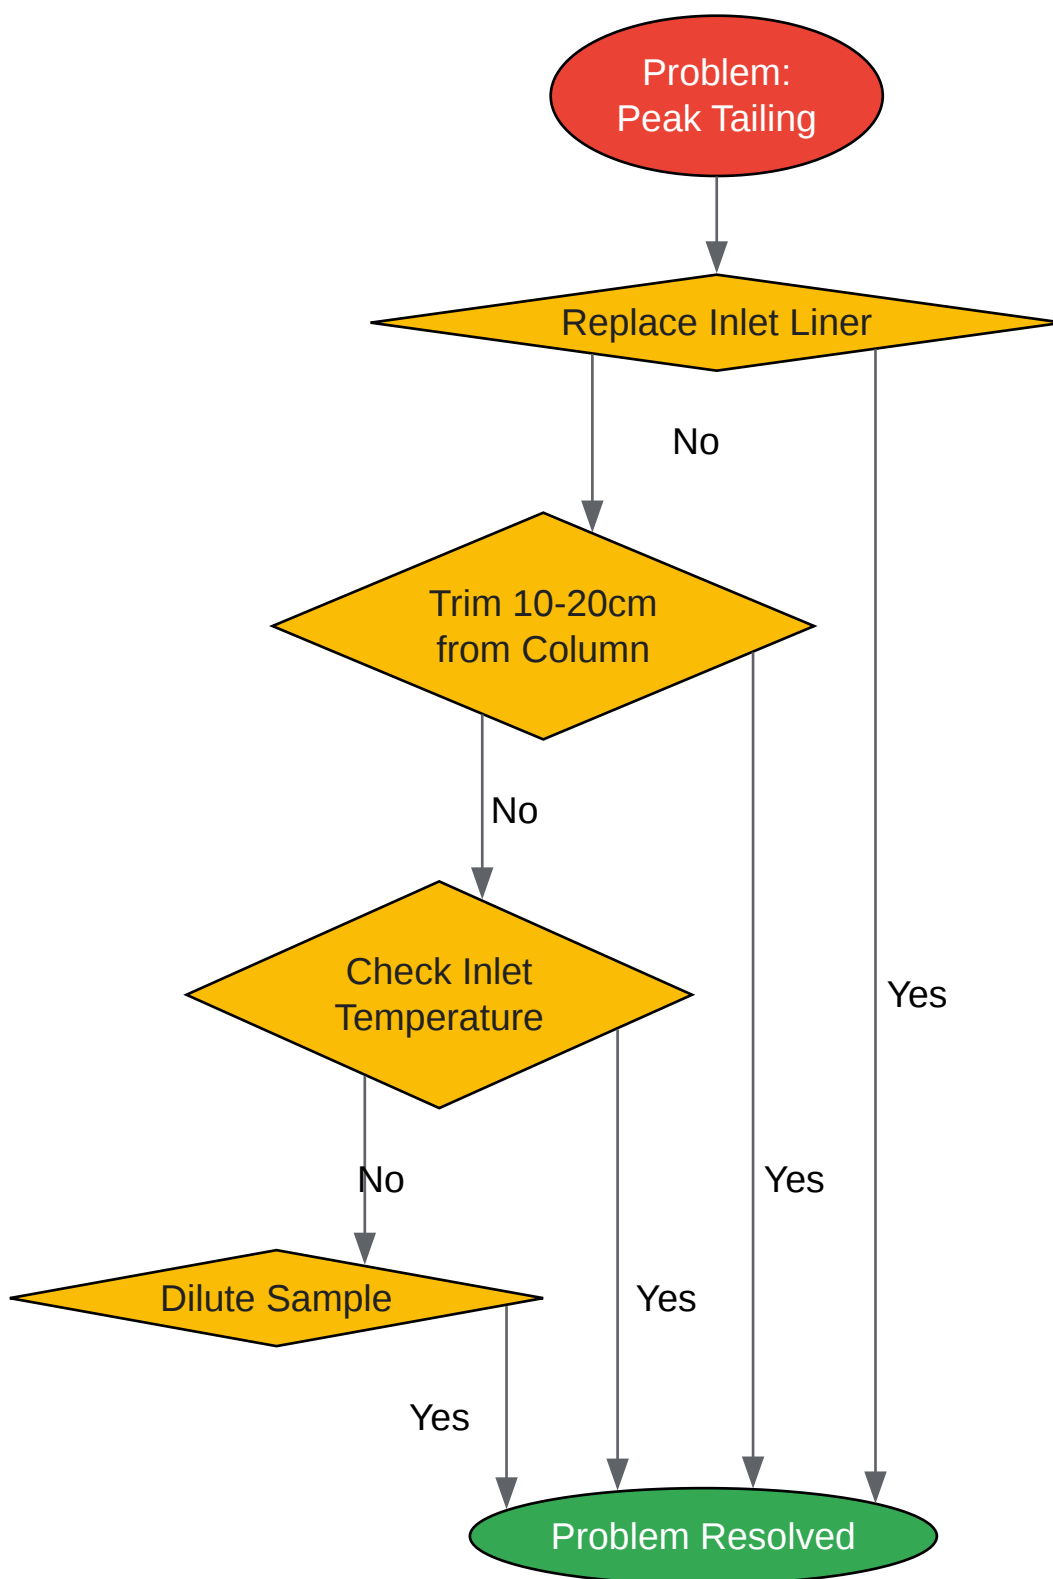 Problem:
Peak Tailing
Replace Inlet Liner
No
Trim 10-20cm
from Column
No
Check Inlet
Temperature
Yes
No
Yes
Dilute Sample
Yes
Yes
Problem Resolved